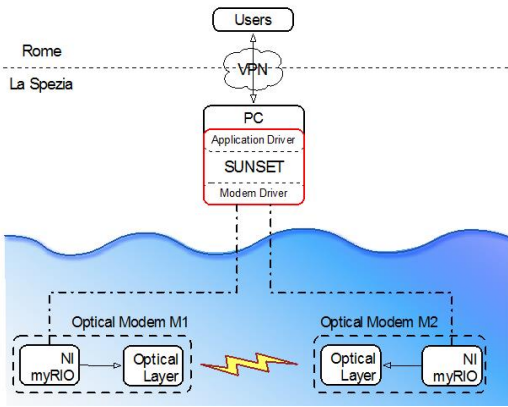 Users
Rome
VPN
La Spezia
PC
Application Driver
SUNSET
Modem Driver
Optical Modem M1
Optical Modem M2
NI
myRIO
Optical
Layer
Optical
Layer
NI
myRIO